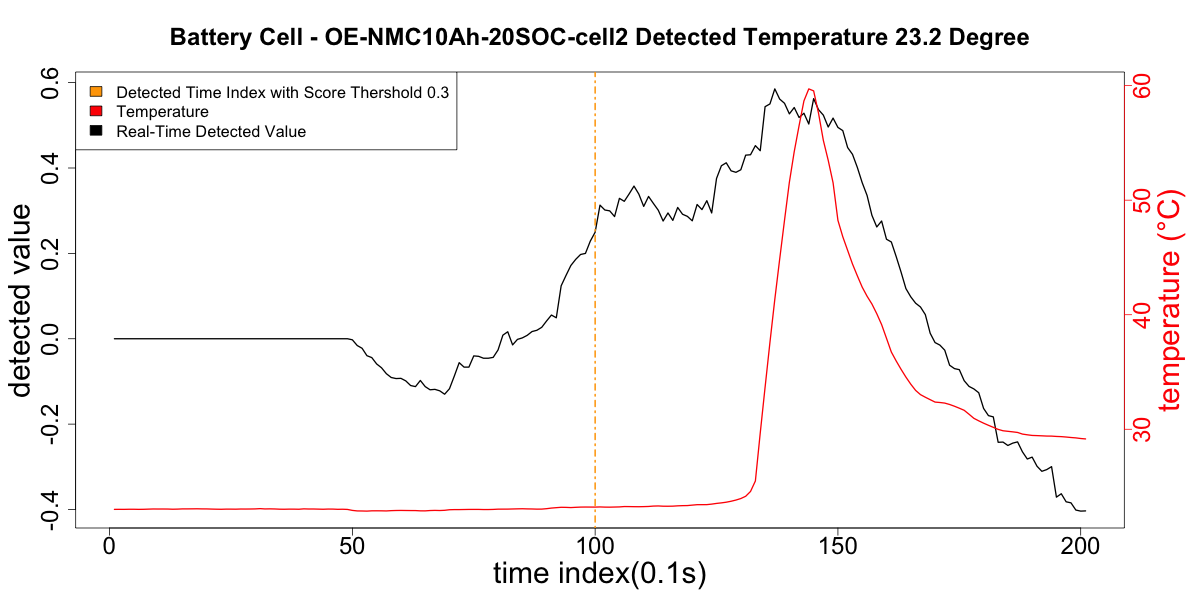 Battery Cell - OE-NMC10Ah-20SOC-cell2 Detected Temperature 23.2 Degree
Detected Time Index with Score Thershold 0.3
Temperature
Real-Time Detected Value
detected value
0.6
0.4
0.2
0.0
-0.2
-0.4
temperature (°C)
60
50
40
30
0 50 100 150 200
time index(0.1s)